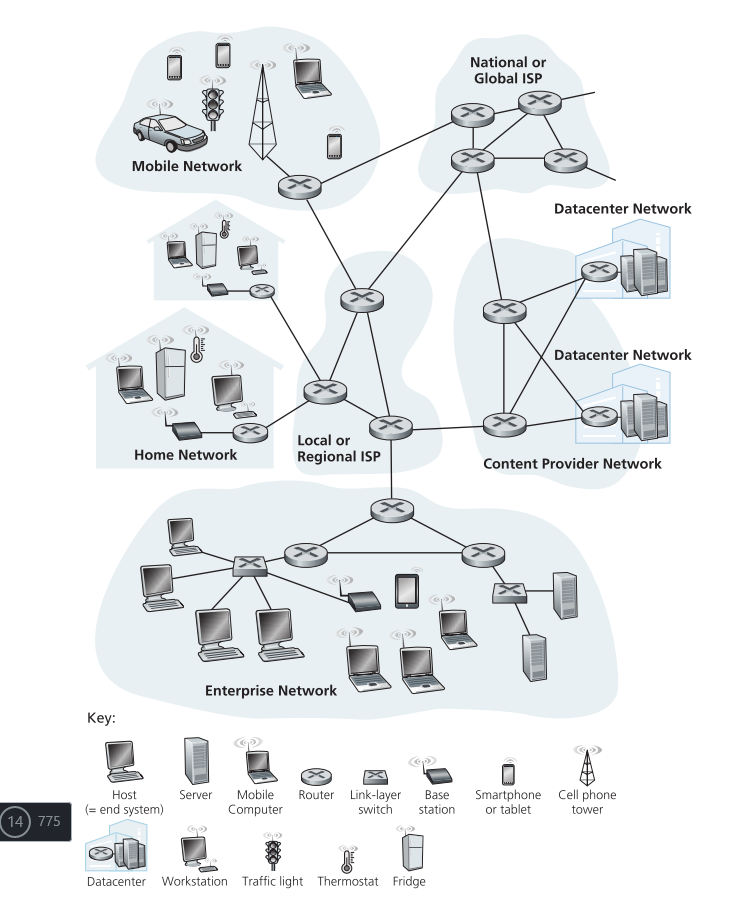 National or
Global ISP
Mobile Network
Datacenter Network
Datacenter Network
Home Network
Local or
Regional ISP
Content Provider Network
Enterprise Network
Key:
Host
(= end system)
Server
Mobile
Computer
Router
Link-layer
switch
Base
station
Smartphone
or tablet
Cell phone
tower
14 775
Datacenter
Workstation
Traffic light
Thermostat
Fridge